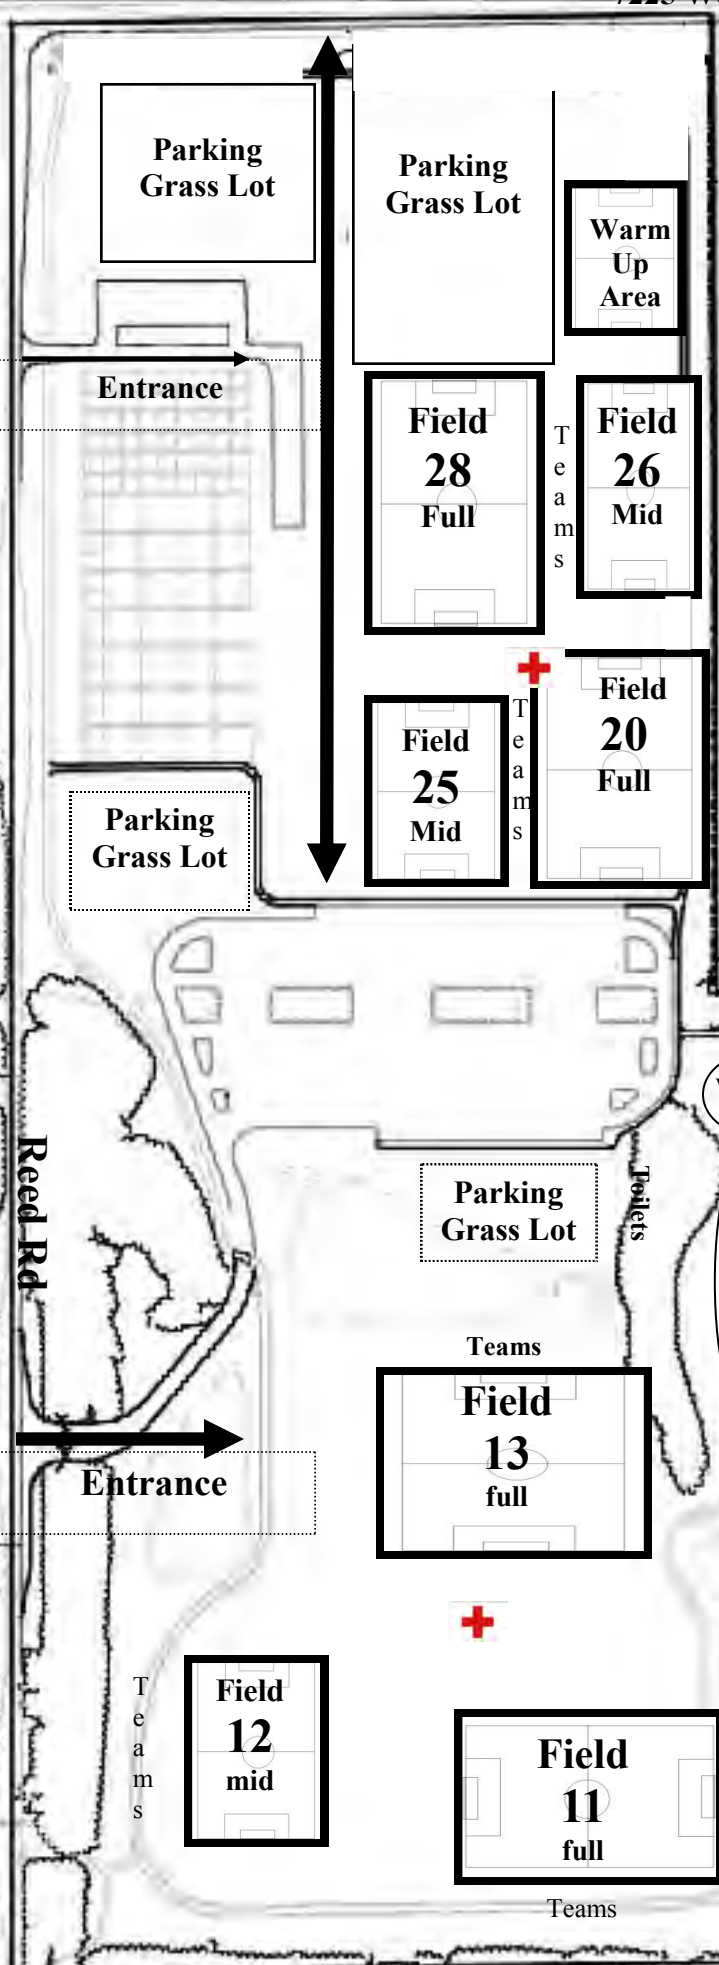 Parking
Grass Lot
Parking
Grass Lot
Warm
Up
Area
Entrance
Field
28
Full
Teams
Field
26
Mid
Field
25
Mid
Teams
Field
20
Full
Parking
Grass Lot
Reed Rd
Parking
Grass Lot
Toilets
Teams
Field
13
full
Entrance
Teams
Field
12
mid
Field
11
full
Teams